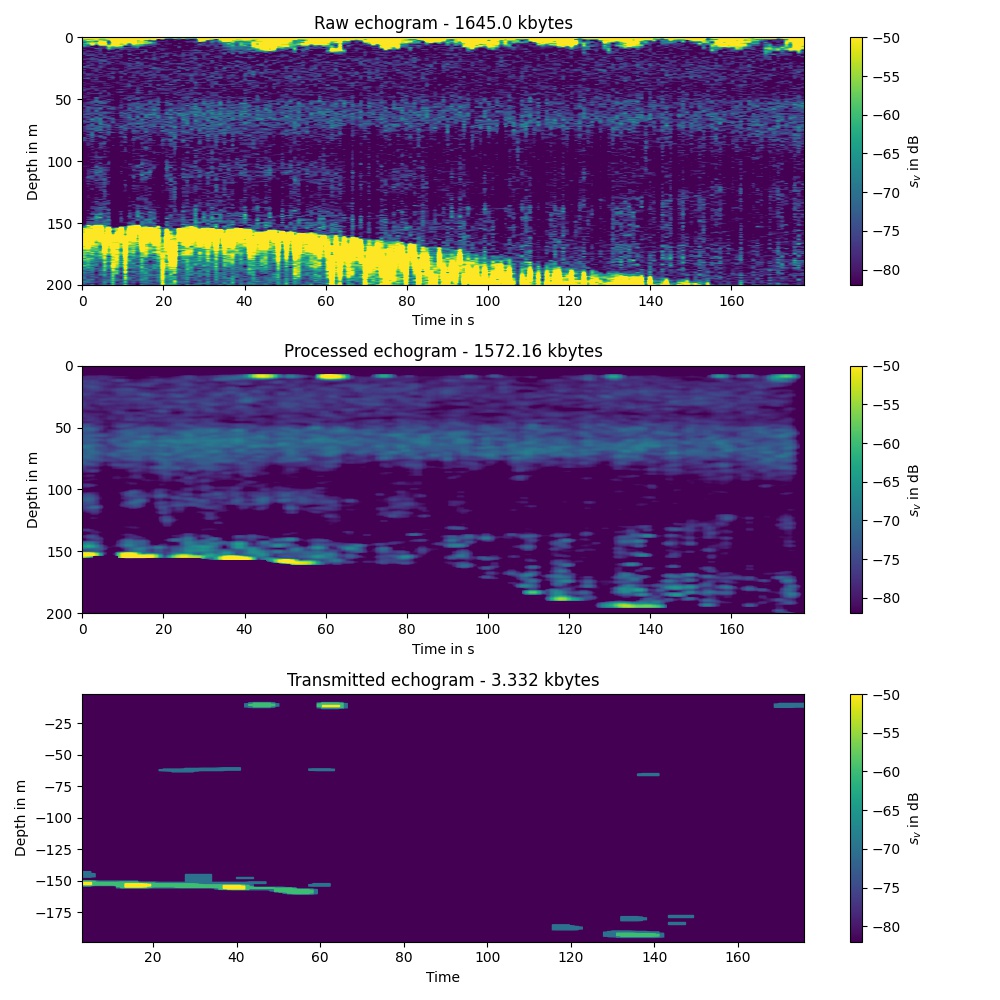 Raw echogram - 1645.0 kbytes
0
50
100
150
200
Depth in m
0 20 40 60 80 100 120 140 160
Time in s
−50
−55
−60
−65
−70
−75
−80
sv in dB
Processed echogram - 1572.16 kbytes
0
50
100
150
200
Depth in m
0 20 40 60 80 100 120 140 160
Time in s
−50
−55
−60
−65
−70
−75
−80
sv in dB
Transmitted echogram - 3.332 kbytes
−25
−50
−75
−100
−125
−150
−175
Depth in m
20 40 60 80 100 120 140 160
Time
−50
−55
−60
−65
−70
−75
−80
sv in dB